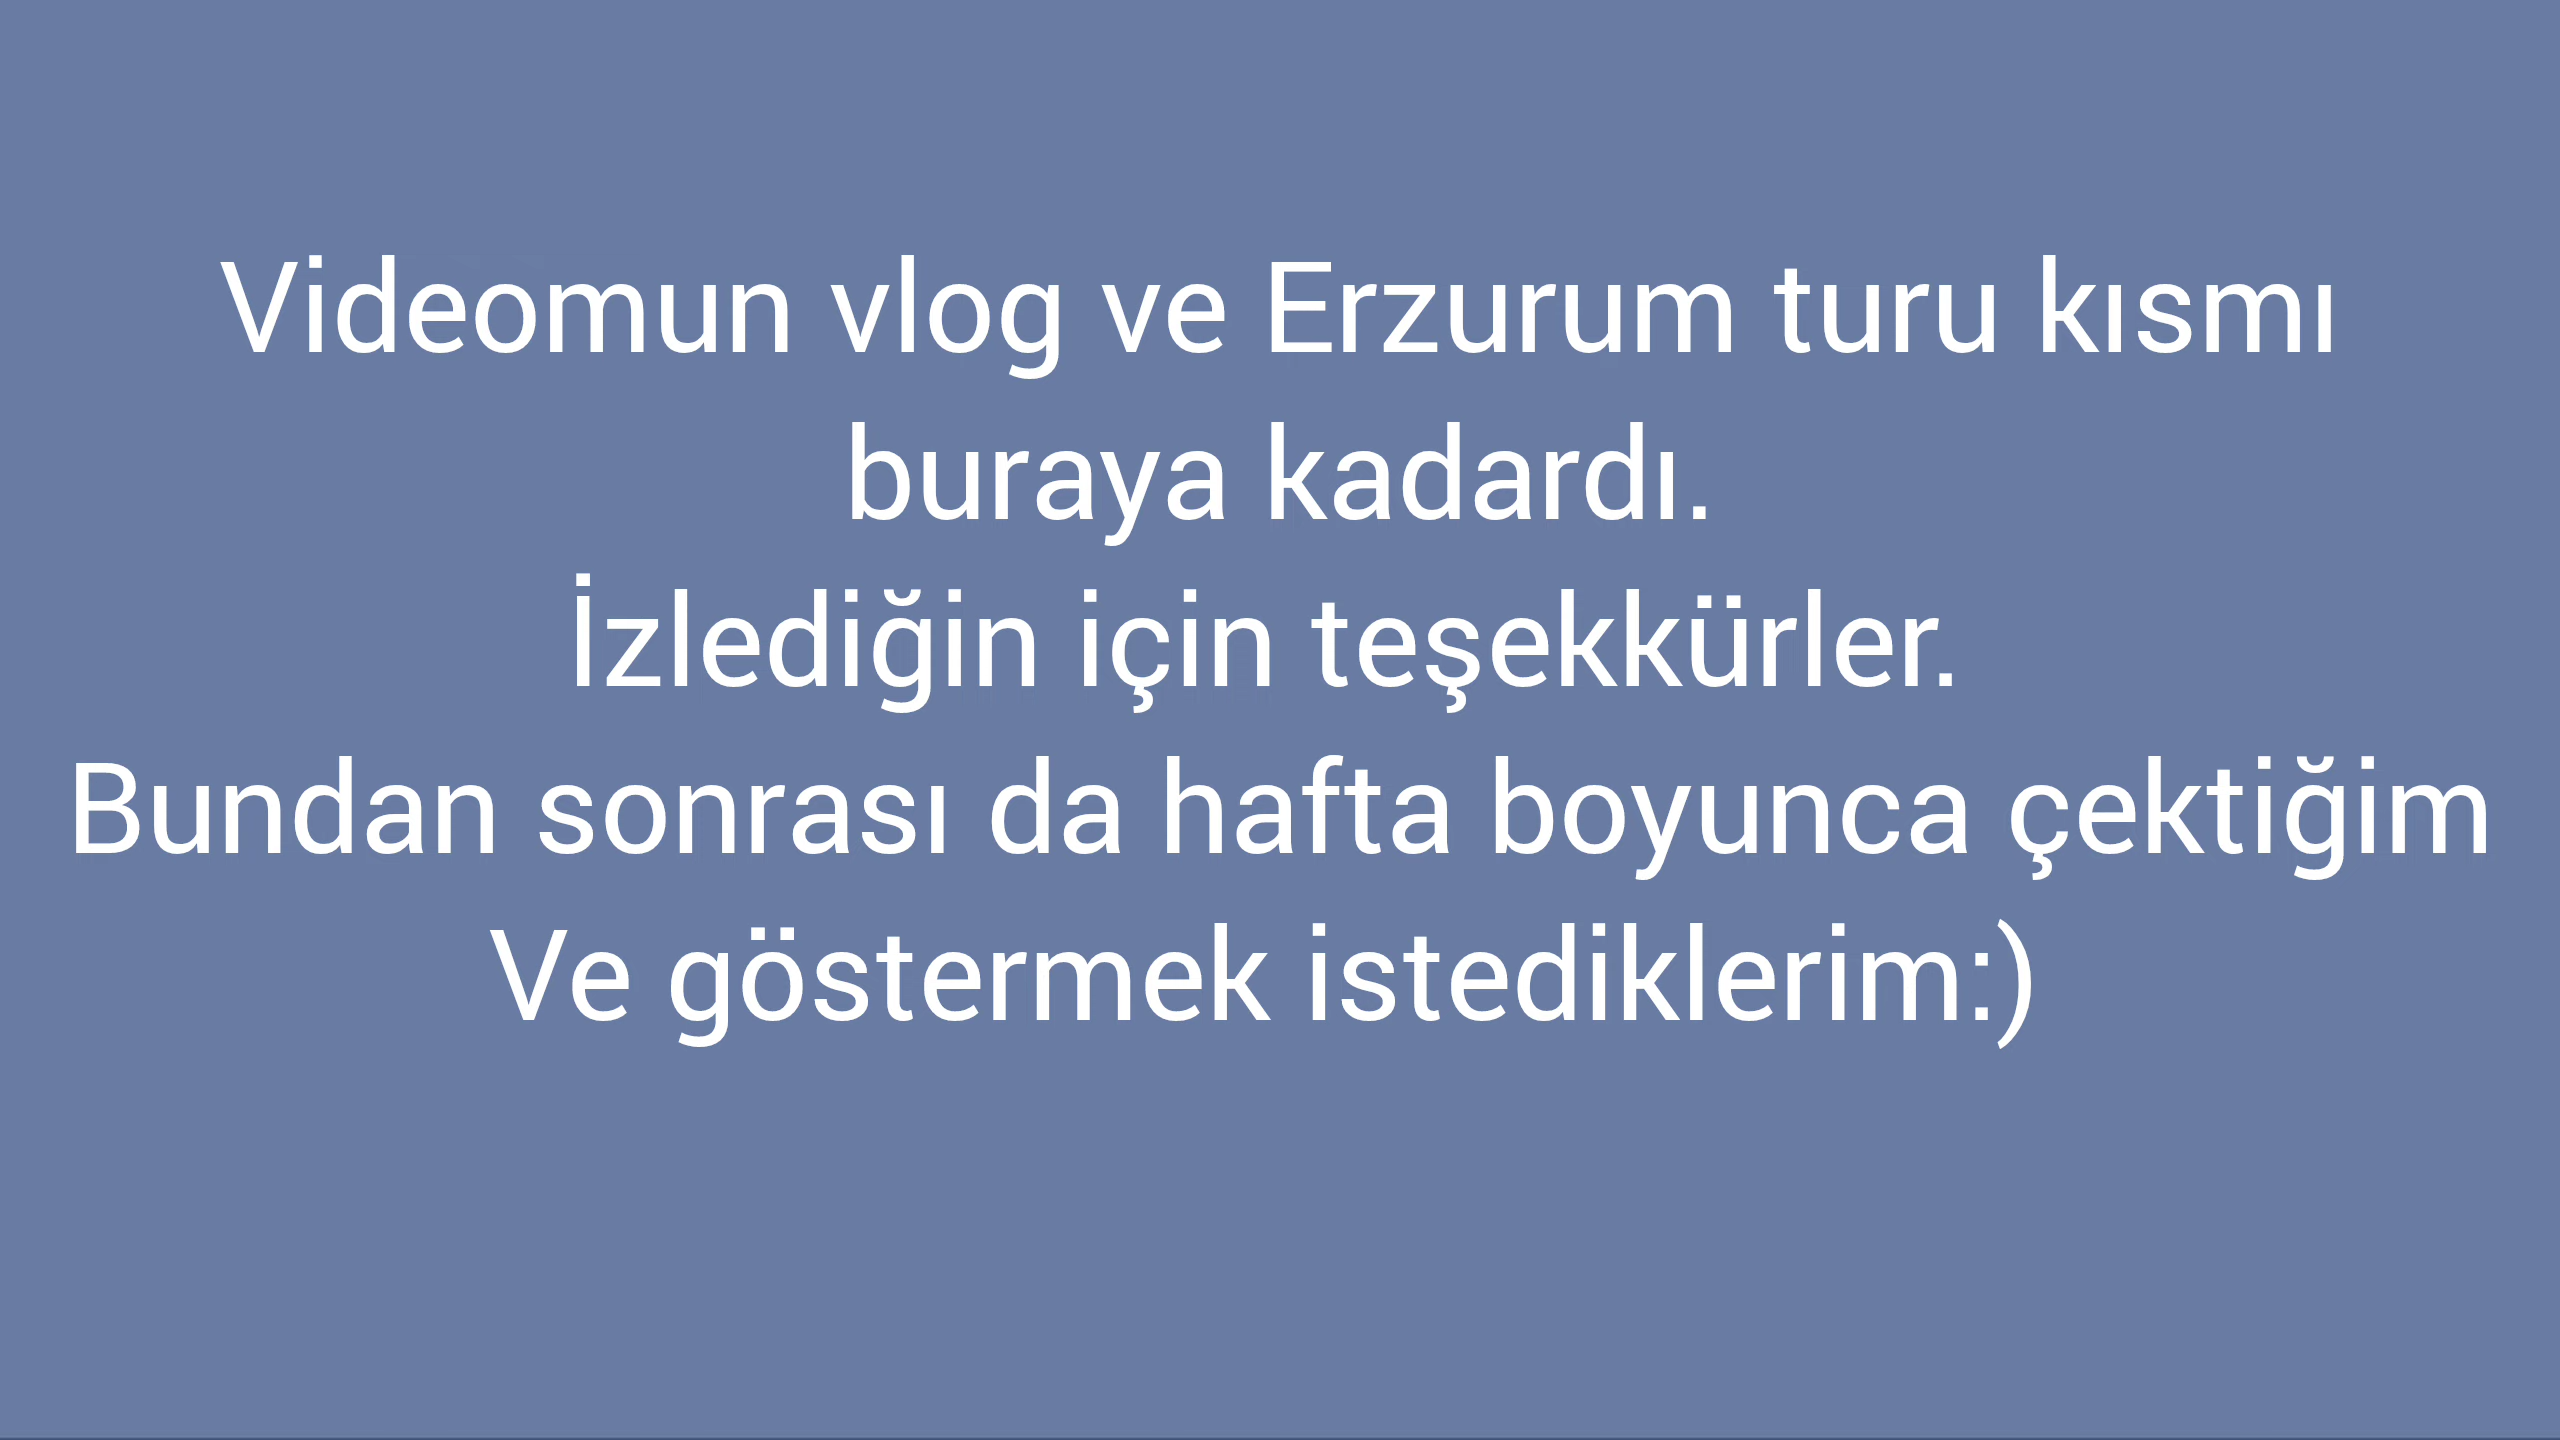 Videomun vlog ve Erzurum turu kısmı
buraya kadardı.
İzlediğin için teşekkürler.
Bundan sonrası da hafta boyunca çektiğim
Ve göstermek istediklerim:)